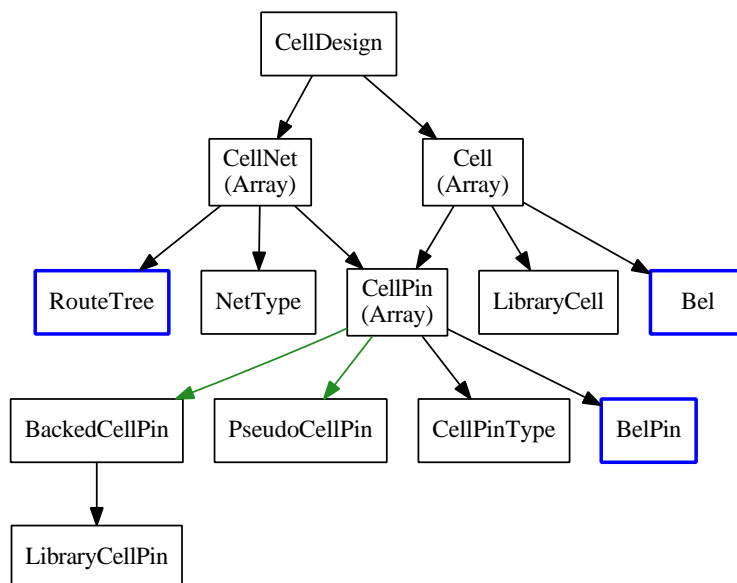 CellDesign
CellNet
(Array)
Cell
(Array)
RouteTree
NetType
CellPin
(Array)
LibraryCell
Bel
BackedCellPin
PseudoCellPin
CellPinType
BelPin
LibraryCellPin